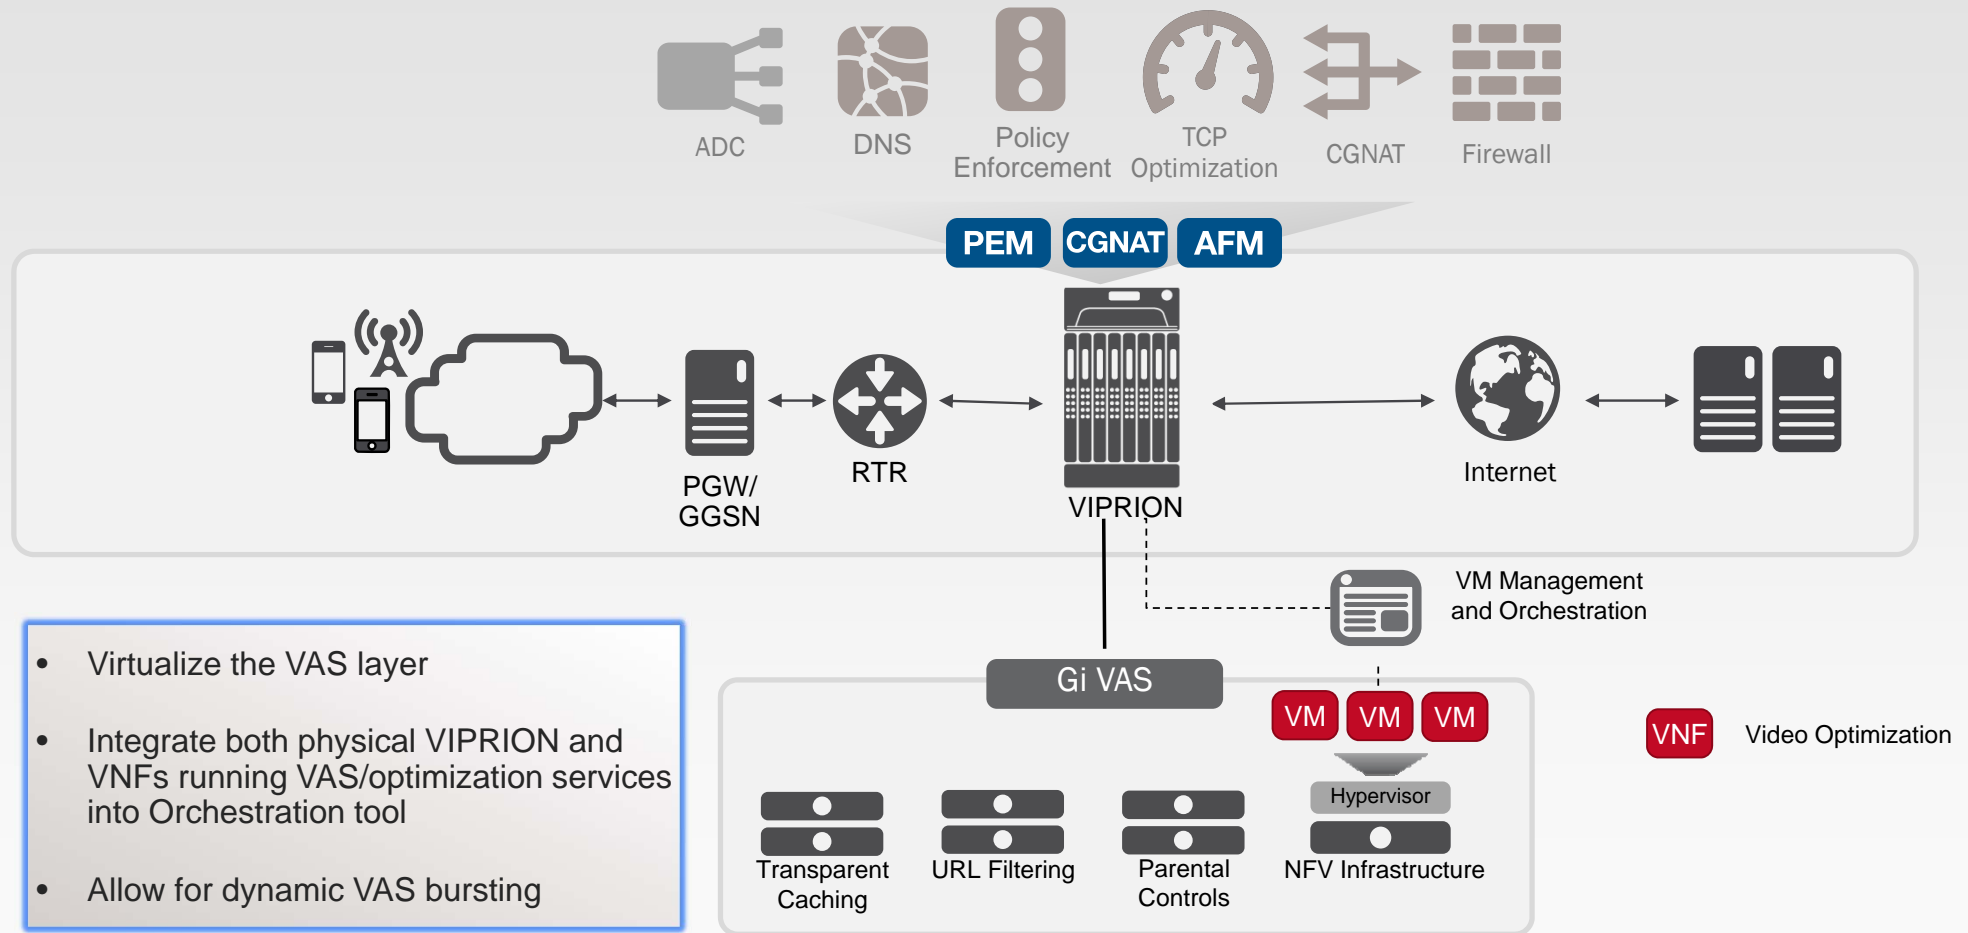 ADC
DNS
Policy
Enforcement
TCP
Optimization
CGNAT
Firewall
PEM
CGNAT
AFM
PGW/
GGSN
RTR
VIPRION
Internet
VM Management
and Orchestration
• Virtualize the VAS layer
• Integrate both physical VIPRION and
VNFs running VAS/optimization services
into Orchestration tool
• Allow for dynamic VAS bursting
Gi VAS
VM
VM
VM
VNF
Video Optimization
Hypervisor
Transparent
Caching
URL Filtering
Parental
Controls
NFV Infrastructure